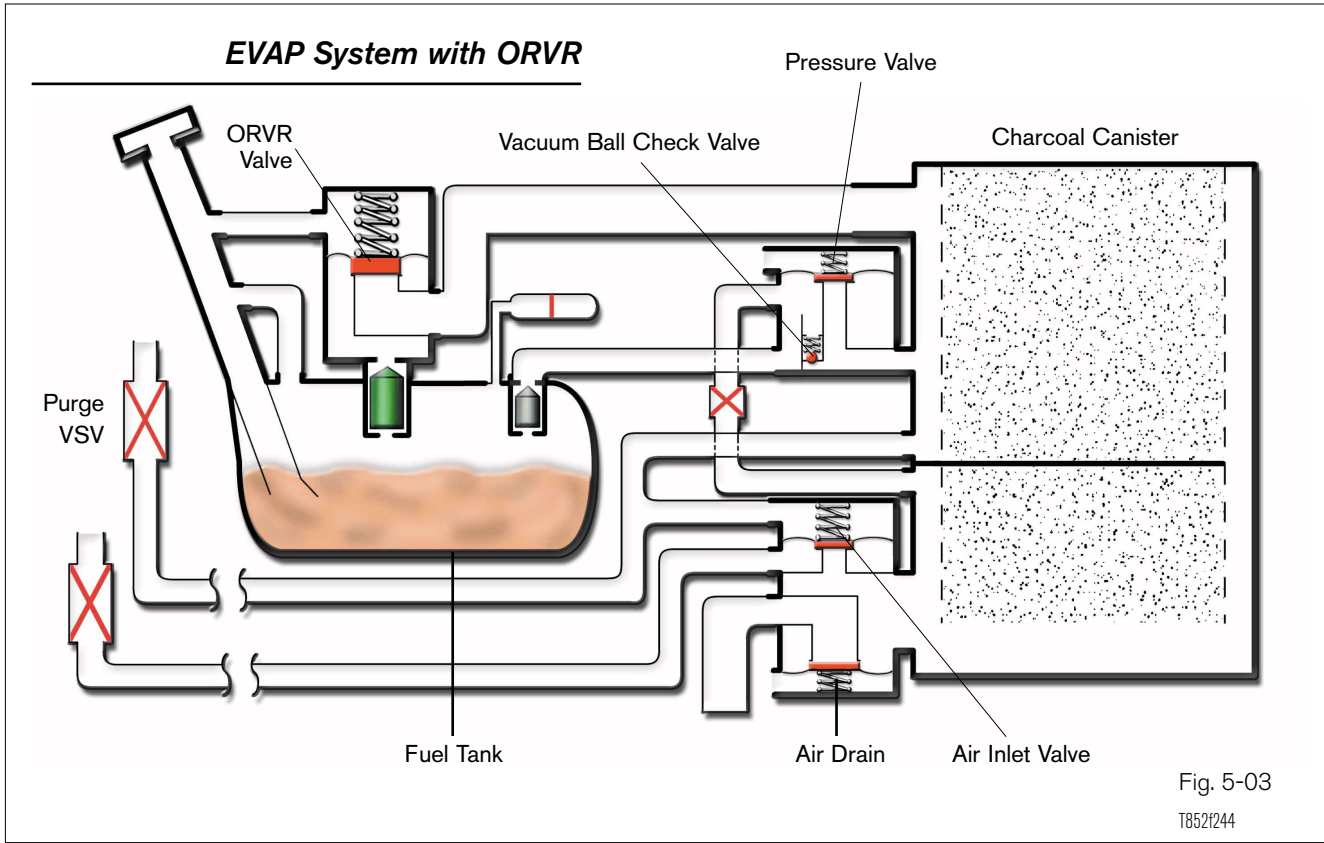 EVAP System with ORVR
Pressure Valve
ORVR
Valve
Vacuum Ball Check Valve
Charcoal Canister
Purge
VSV
Fuel Tank
Air Drain
Air Inlet Valve
Fig. 5-03
T852f244